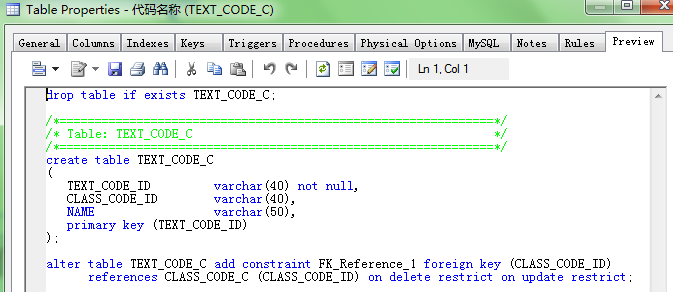 Table Properties - 代码名称 (TEXT_CODE_C)
General Columns Indexes Keys Triggers Procedures Physical Options MySQL Notes Rules Preview
Ln 1, Col 1
drop table if exists TEXT_CODE_C;
/*==============================================================*/
/* Table: TEXT_CODE_C */
/*==============================================================*/
create table TEXT_CODE_C
(
TEXT_CODE_ID varchar(40) not null,
CLASS_CODE_ID varchar(40),
NAME varchar(50),
primary key (TEXT_CODE_ID)
);
alter table TEXT_CODE_C add constraint FK_Reference_1 foreign key (CLASS_CODE_ID)
references CLASS_CODE_C (CLASS_CODE_ID) on delete restrict on update restrict;